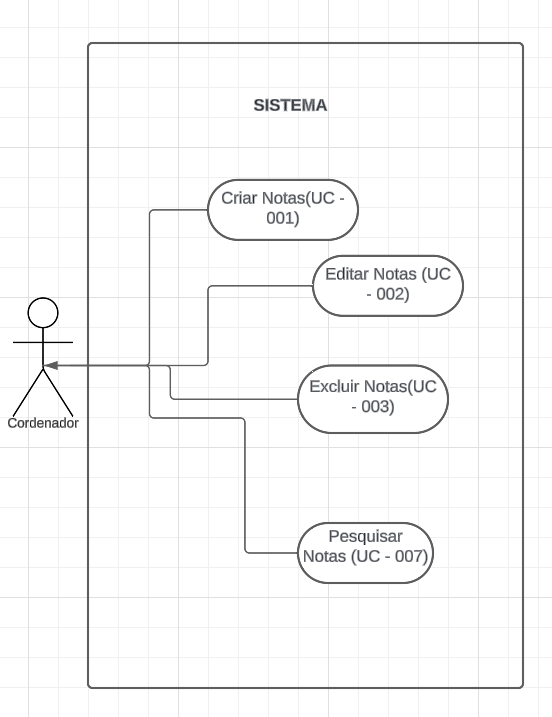 SISTEMA
Criar Notas(UC -
001)
Editar Notas (UC
- 002)
Excluir Notas(UC
- 003)
Cordenador
Pesquisar
Notas (UC - 007)